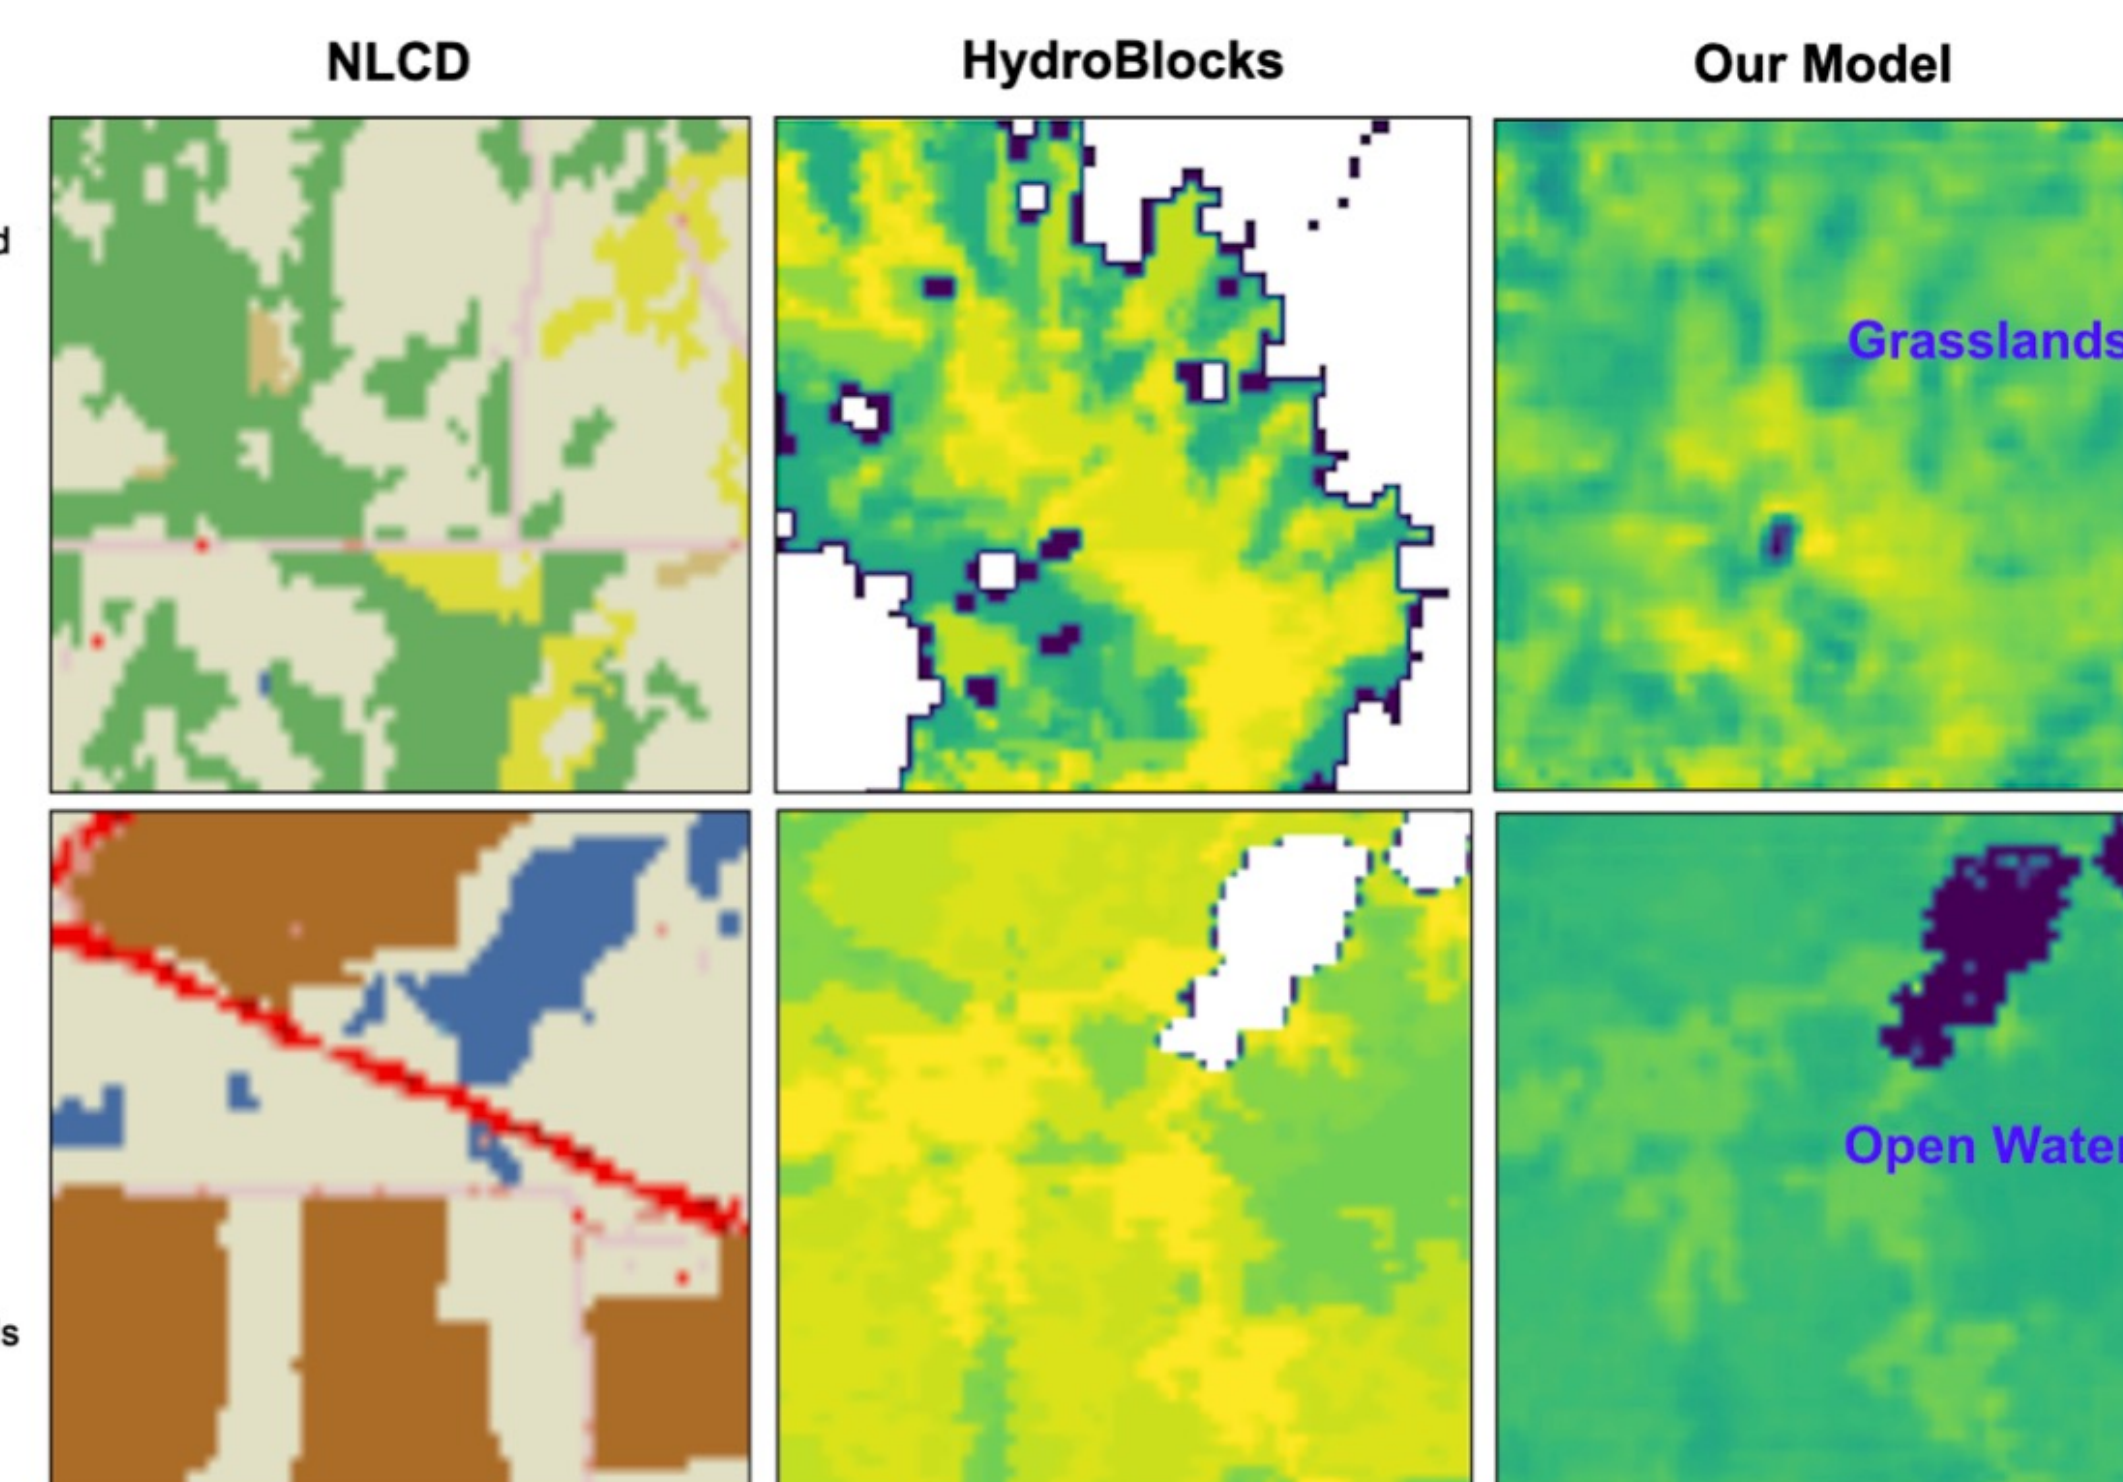 NLCD
HydroBlocks
Our Model
d
Grasslands
Open Water
s